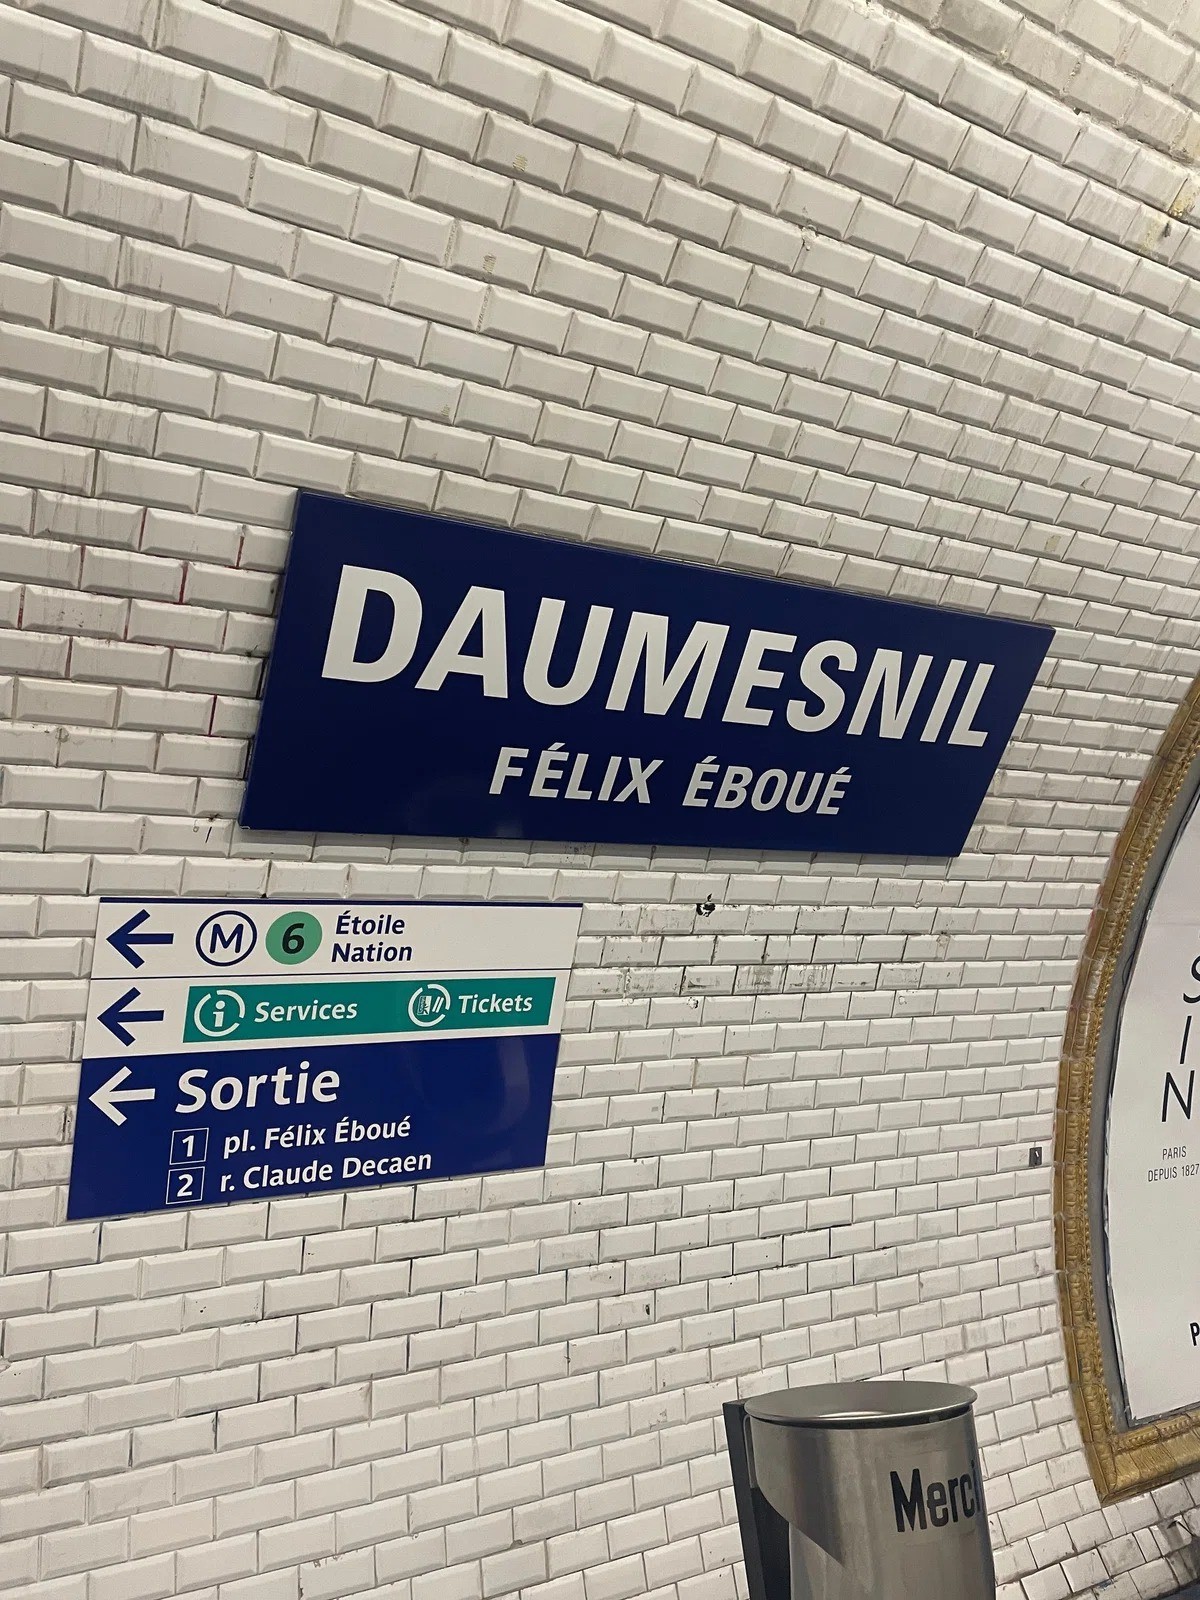 DAUMESNIL
FÉLIX ÉBOUÉ
M 6 Étoile
Nation
i Services Tickets
Sortie
1 pl. Félix Éboué
2 r. Claude Decaen
S
I
N
PARIS
DEPUIS 1827
P
Merci